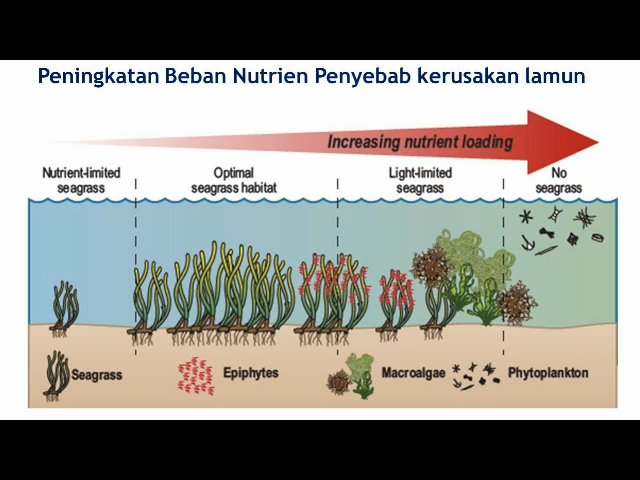 Peningkatan Beban Nutrien Penyebab kerusakan lamun
Increasing nutrient loading
Nutrient-limited
seagrass
Optimal
seagrass habitat
Light-limited
seagrass
No
seagrass
Seagrass
Epiphytes
Macroalgae
Phytoplankton